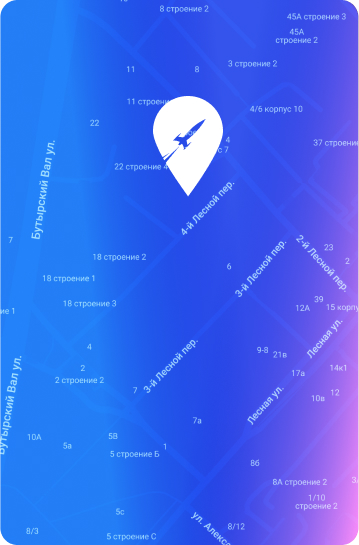 8 строение 2
45А строение 3
45А
строение 2
3 строение 2
11
8
11 строени
4/6 корпус 10
22
4
с 7
37 строение
22 строение 4
Бутырский Вал ул.
4-й Лесной пер.
7
18 строение 2
6
3-й Лесной пер.
2-й Лесной пер.
23
2
18 строение 1
18 строение 3
ие 1
39
12А
15 корпу
Лесная ул.
4
3-й Лесной пер.
9-8
21в
2
2 строение 2
17а
14к1
7
Бутырский Вал ул.
Лесная ул.
12
10в
7а
10А
5В
5а
1
5 строение Б
8б
8А строение 2
3/
1/10
строение 2
5с
ул. Алексе
8/12
8/3
5 строение С